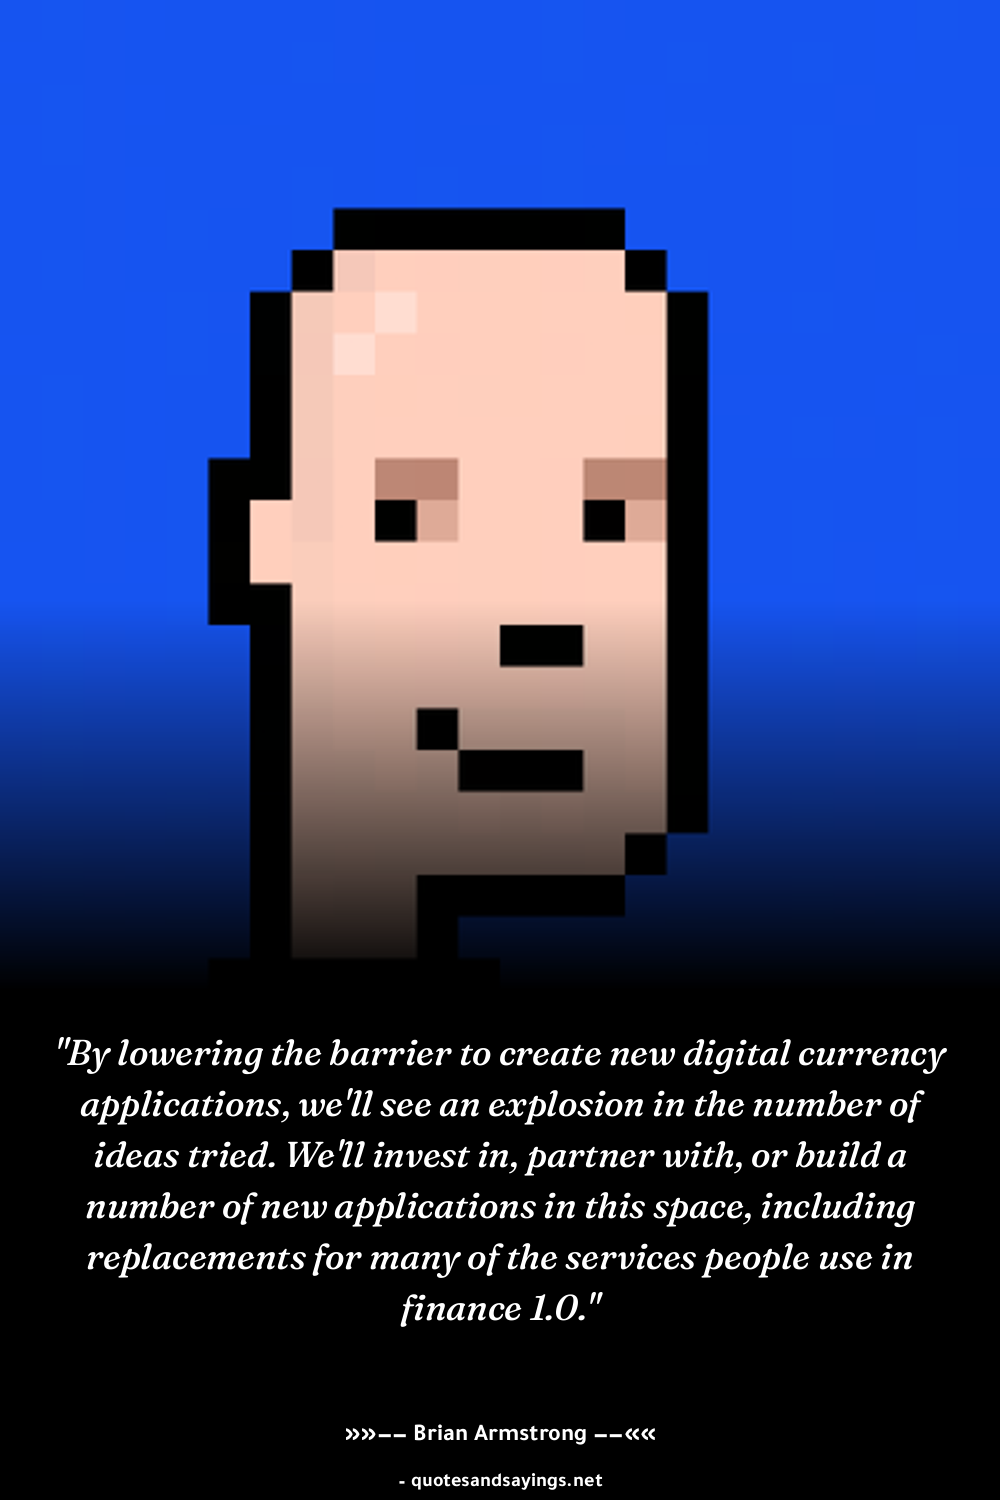 "By lowering the barrier to create new digital currency
applications, we'll see an explosion in the number of
ideas tried. We'll invest in, partner with, or build a
number of new applications in this space, including
replacements for many of the services people use in
finance 1.0."
»»–– Brian Armstrong ––««
- quotesandsayings.net